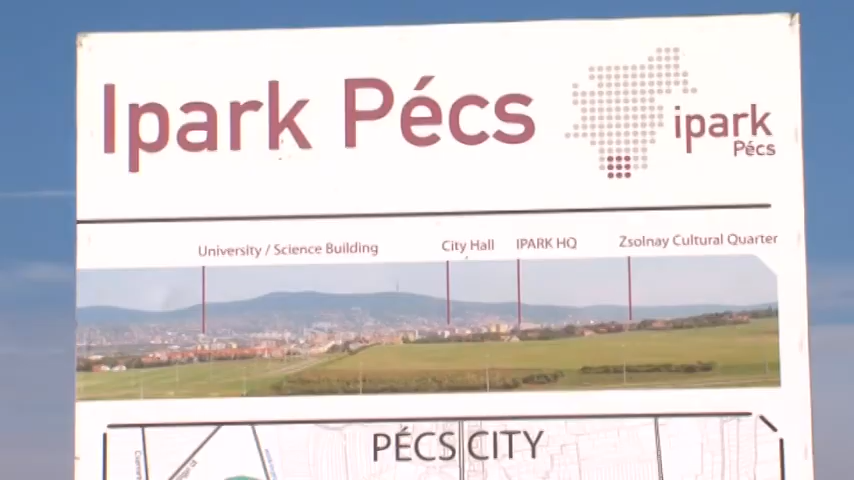 Ipark Pécs
ipark
Pécs
University / Science Building
City Hall
IPARK HQ
Zsolnay Cultural Quarter
PÉCS CITY